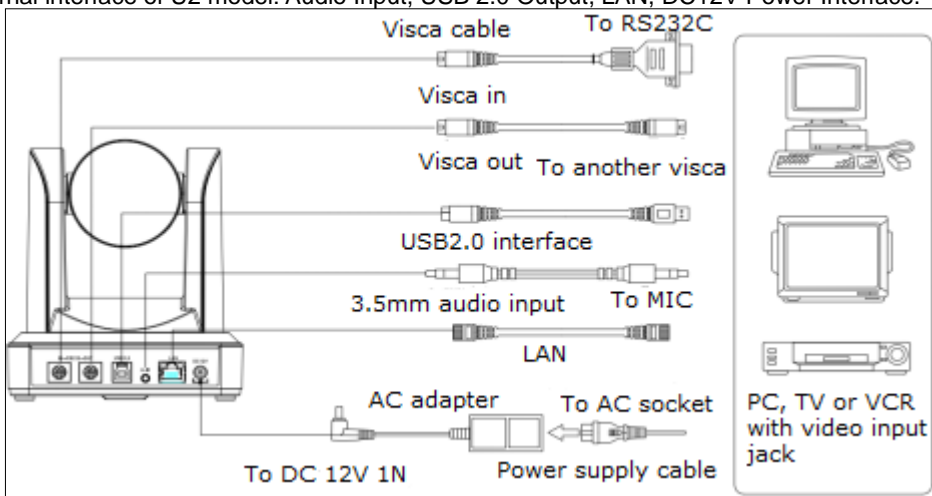 rnal interface of U2 model: Audio Input, USB 2.0 Output, LAN, DC12V Power Interface.
Visca cable
To RS232C
Visca in
Visca out
To another visca
USB2.0 interface
3.5mm audio input
To MIC
LAN
AC adapter
To AC socket
To DC 12V 1N
Power supply cable
PC, TV or VCR
with video input
jack